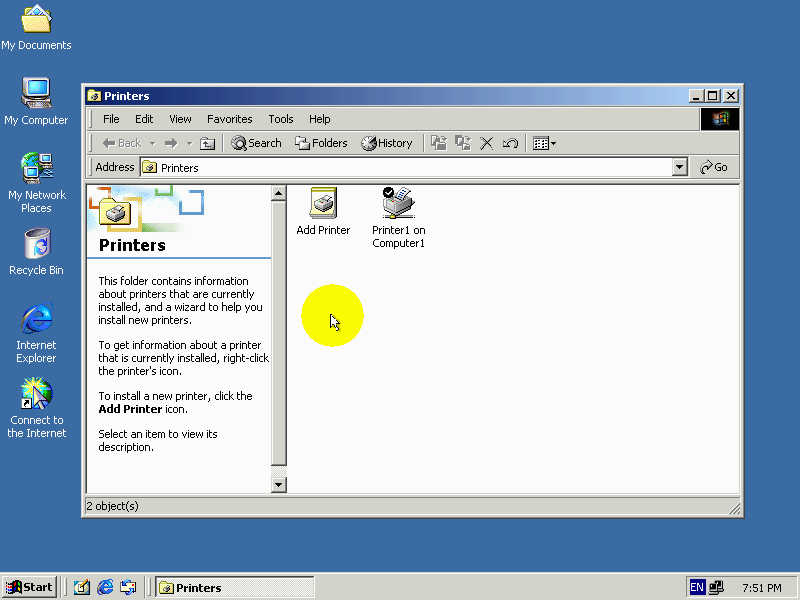 My Documents
My Computer
My Network
Places
Recycle Bin
Internet
Explorer
Connect to
the Internet
Printers
File Edit View Favorites Tools Help
Back Search Folders History
Address Printers Go
Printers
This folder contains information
about printers that are currently
installed, and a wizard to help you
install new printers.
To get information about a printer
that is currently installed, right-click
the printer's icon.
To install a new printer, click the
Add Printer icon.
Select an item to view its
description.
Add Printer
Printer1 on
Computer1
2 object(s)
Start Printers EN 7:51 PM